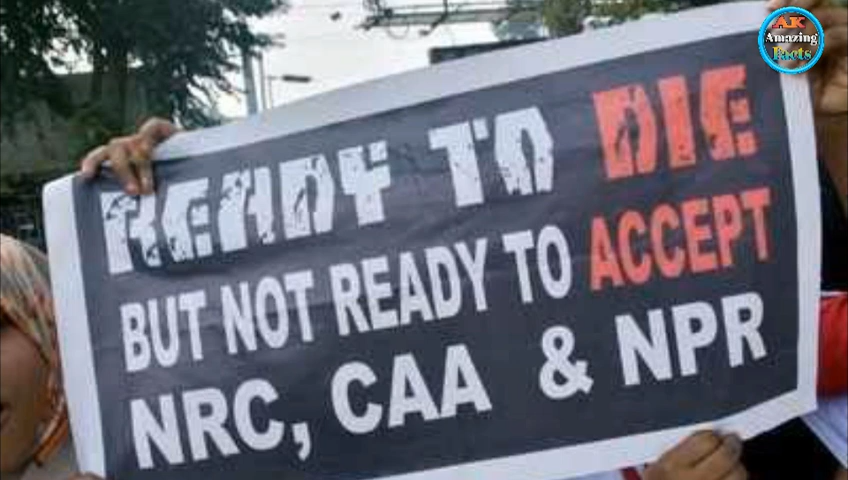 READY TO DIE
BUT NOT READY TO ACCEPT
NRC, CAA & NPR
AK
Amazing
Facts